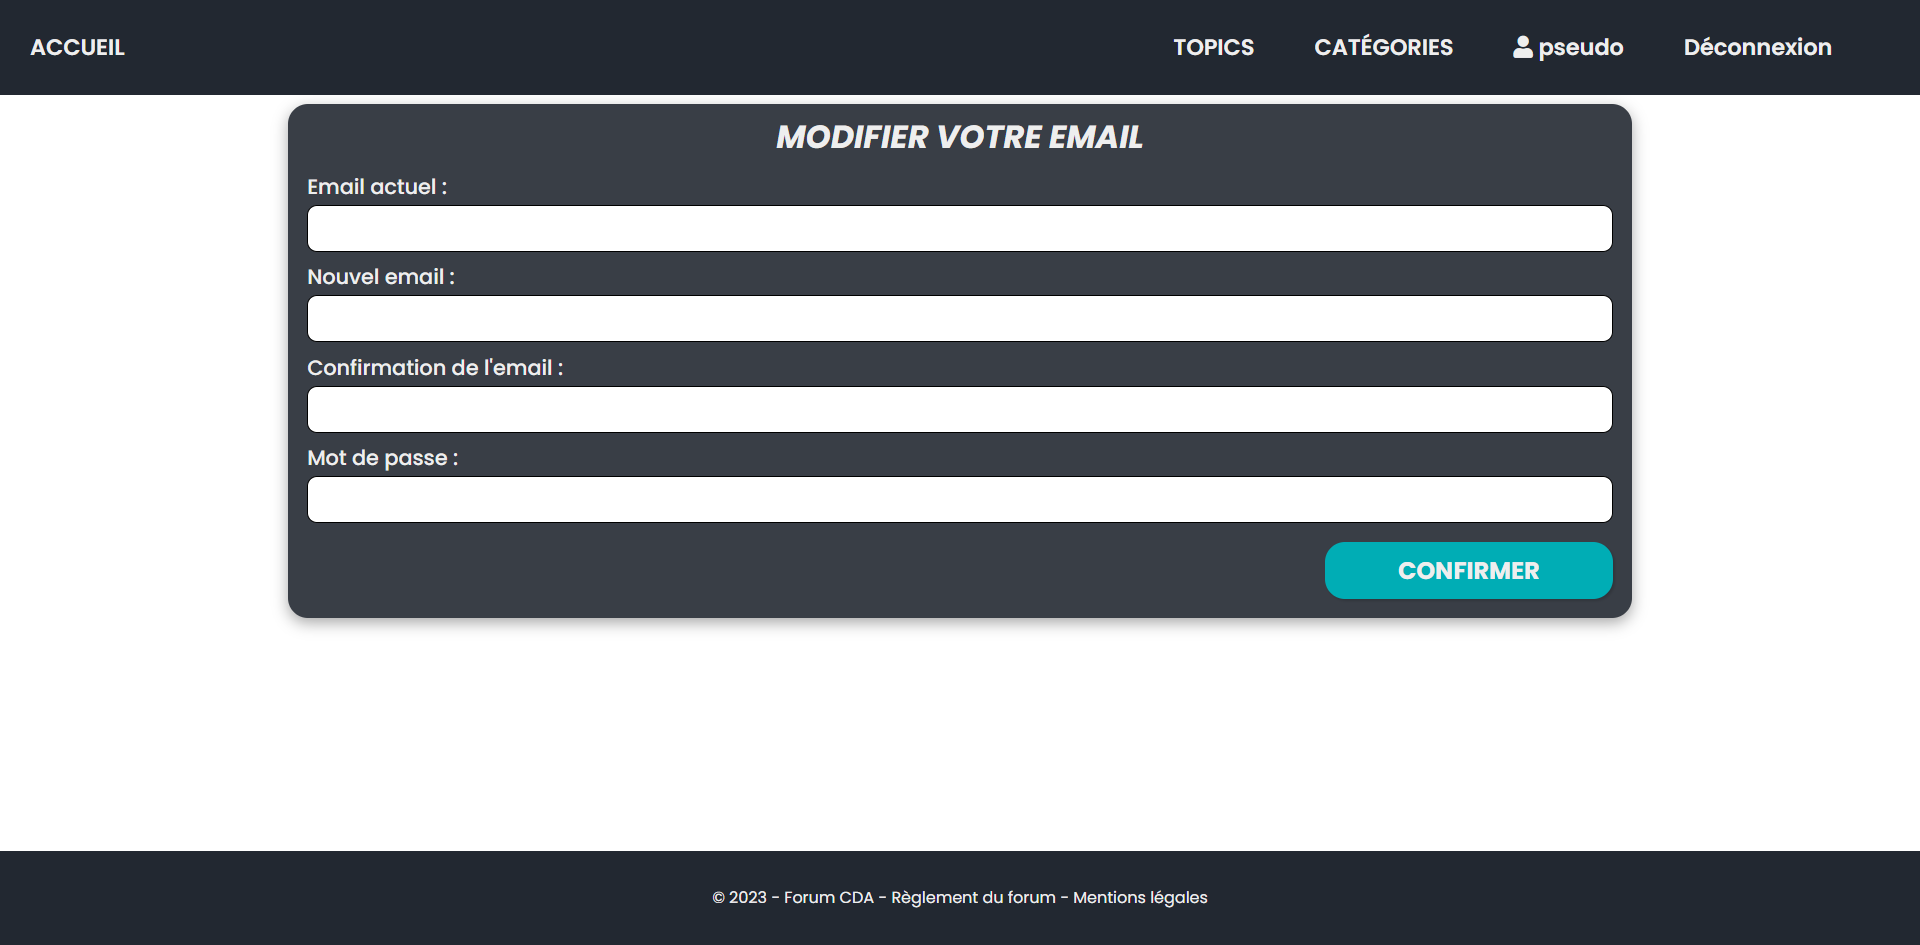 ACCUEIL TOPICS CATÉGORIES pseudo Déconnexion
MODIFIER VOTRE EMAIL
Email actuel :
Nouvel email :
Confirmation de l'email :
Mot de passe :
CONFIRMER
© 2023 - Forum CDA - Règlement du forum - Mentions légales